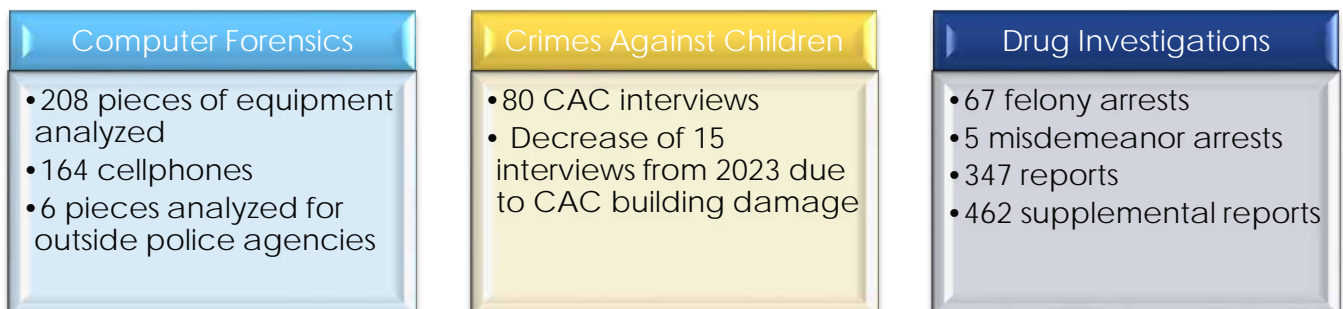 Computer Forensics
•208 pieces of equipment
analyzed
•164 cellphones
•6 pieces analyzed for
outside police agencies
Crimes Against Children
•80 CAC interviews
• Decrease of 15
interviews from 2023 due
to CAC building damage
Drug Investigations
•67 felony arrests
•5 misdemeanor arrests
•347 reports
•462 supplemental reports